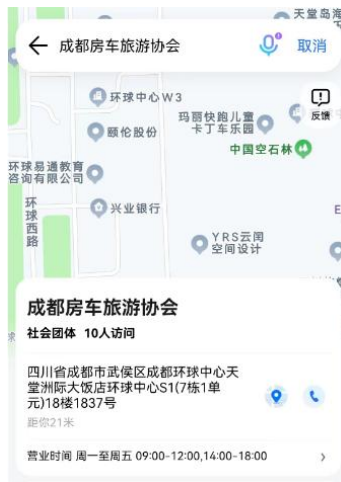 天堂岛海
成都房车旅游协会
取消
环球中心W3
反馈
玛丽快跑儿童
卡丁车乐园
颐伦股份
中国空石林
环球易通教育
咨询有限公司
环球西路
兴业银行
E
YRS云闰
空间设计
成都房车旅游协会
社会团体 10人访问
四川省成都市武侯区成都环球中心天
堂洲际大饭店环球中心S1(7栋1单
元)18楼1837号
距你21米
营业时间 周一至周五 09:00-12:00,14:00-18:00